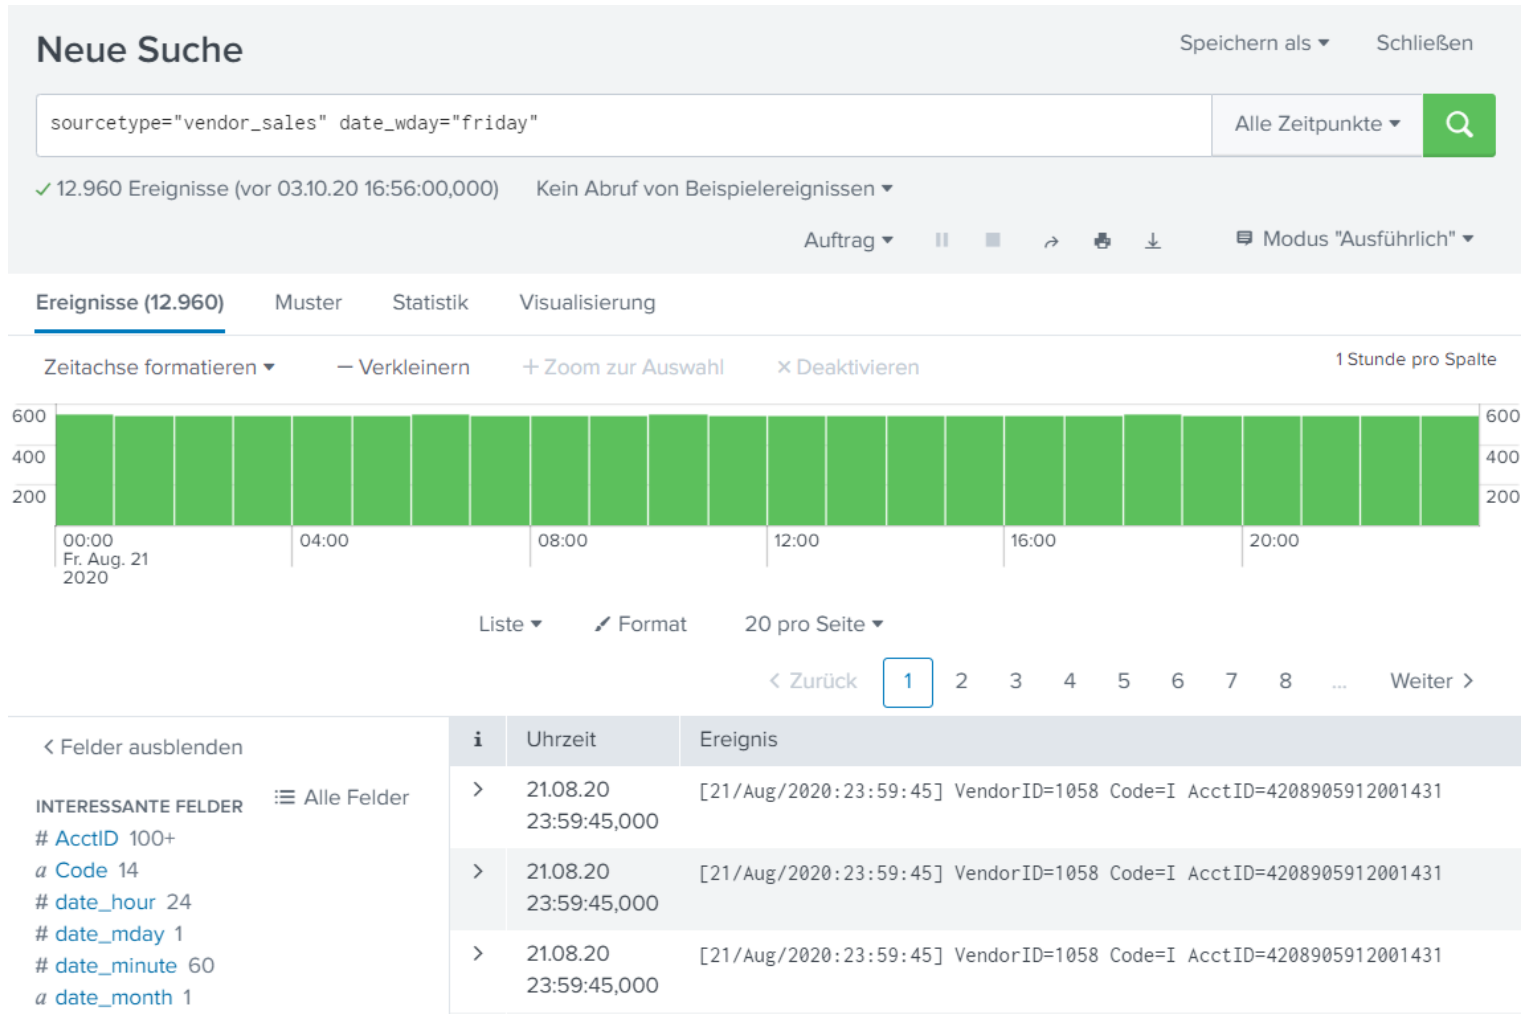 Neue Suche
Speichern als
Schließen
sourcetype="vendor_sales" date_wday="friday"
Alle Zeitpunkte
12.960 Ereignisse (vor 03.10.20 16:56:00,000)
Kein Abruf von Beispielereignissen
Auftrag
Modus "Ausführlich"
Ereignisse (12.960)
Muster
Statistik
Visualisierung
Zeitachse formatieren
— Verkleinern
+ Zoom zur Auswahl
× Deaktivieren
1 Stunde pro Spalte
600
400
200
600
400
200
00:00
Fr. Aug. 21
2020
04:00
08:00
12:00
16:00
20:00
Liste
Format
20 pro Seite
< Zurück
1
2
3
4
5
6
7
8
...
Weiter >
< Felder ausblenden
Alle Felder
INTERESSANTE FELDER
# AcctID 100+
a Code 14
# date_hour 24
# date_mday 1
# date_minute 60
a date_month 1
i
Uhrzeit
Ereignis
>
21.08.20
23:59:45,000
[21/Aug/2020:23:59:45] VendorID=1058 Code=I AcctID=4208905912001431
>
21.08.20
23:59:45,000
[21/Aug/2020:23:59:45] VendorID=1058 Code=I AcctID=4208905912001431
>
21.08.20
23:59:45,000
[21/Aug/2020:23:59:45] VendorID=1058 Code=I AcctID=4208905912001431